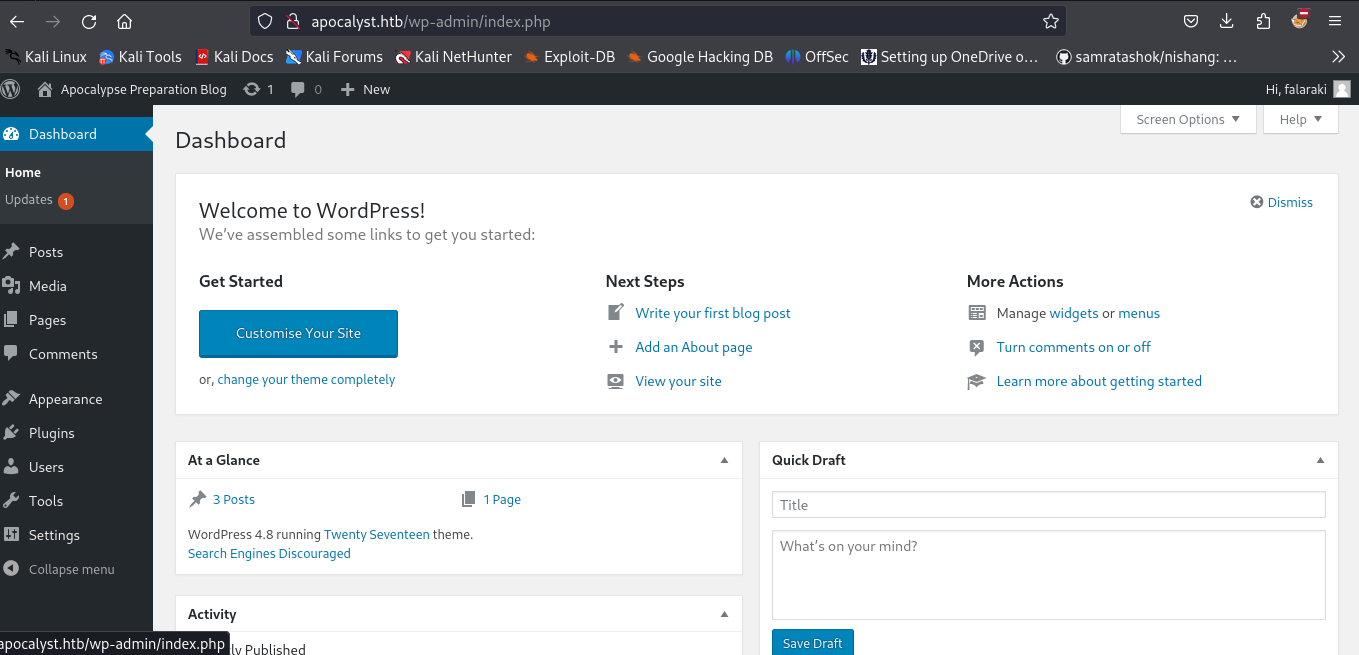 apocalyst.htb/wp-admin/index.php
Kali Linux Kali Tools Kali Docs Kali Forums Kali NetHunter Exploit-DB Google Hacking DB OffSec Setting up OneDrive o… samratashok/nishang: …
Apocalypse Preparation Blog 1 0 New Hi, falaraki
Dashboard
Home
Updates 1
Posts
Media
Pages
Comments
Appearance
Plugins
Users
Tools
Settings
Collapse menu
Screen Options Help
Dashboard
Dismiss
Welcome to WordPress!
We've assembled some links to get you started:
Get Started
Customise Your Site
or, change your theme completely
Next Steps
Write your first blog post
Add an About page
View your site
More Actions
Manage widgets or menus
Turn comments on or off
Learn more about getting started
At a Glance
3 Posts 1 Page
WordPress 4.8 running Twenty Seventeen theme.
Search Engines Discouraged
Activity
ly Published
Quick Draft
Title
What's on your mind?
Save Draft
apocalyst.htb/wp-admin/index.php